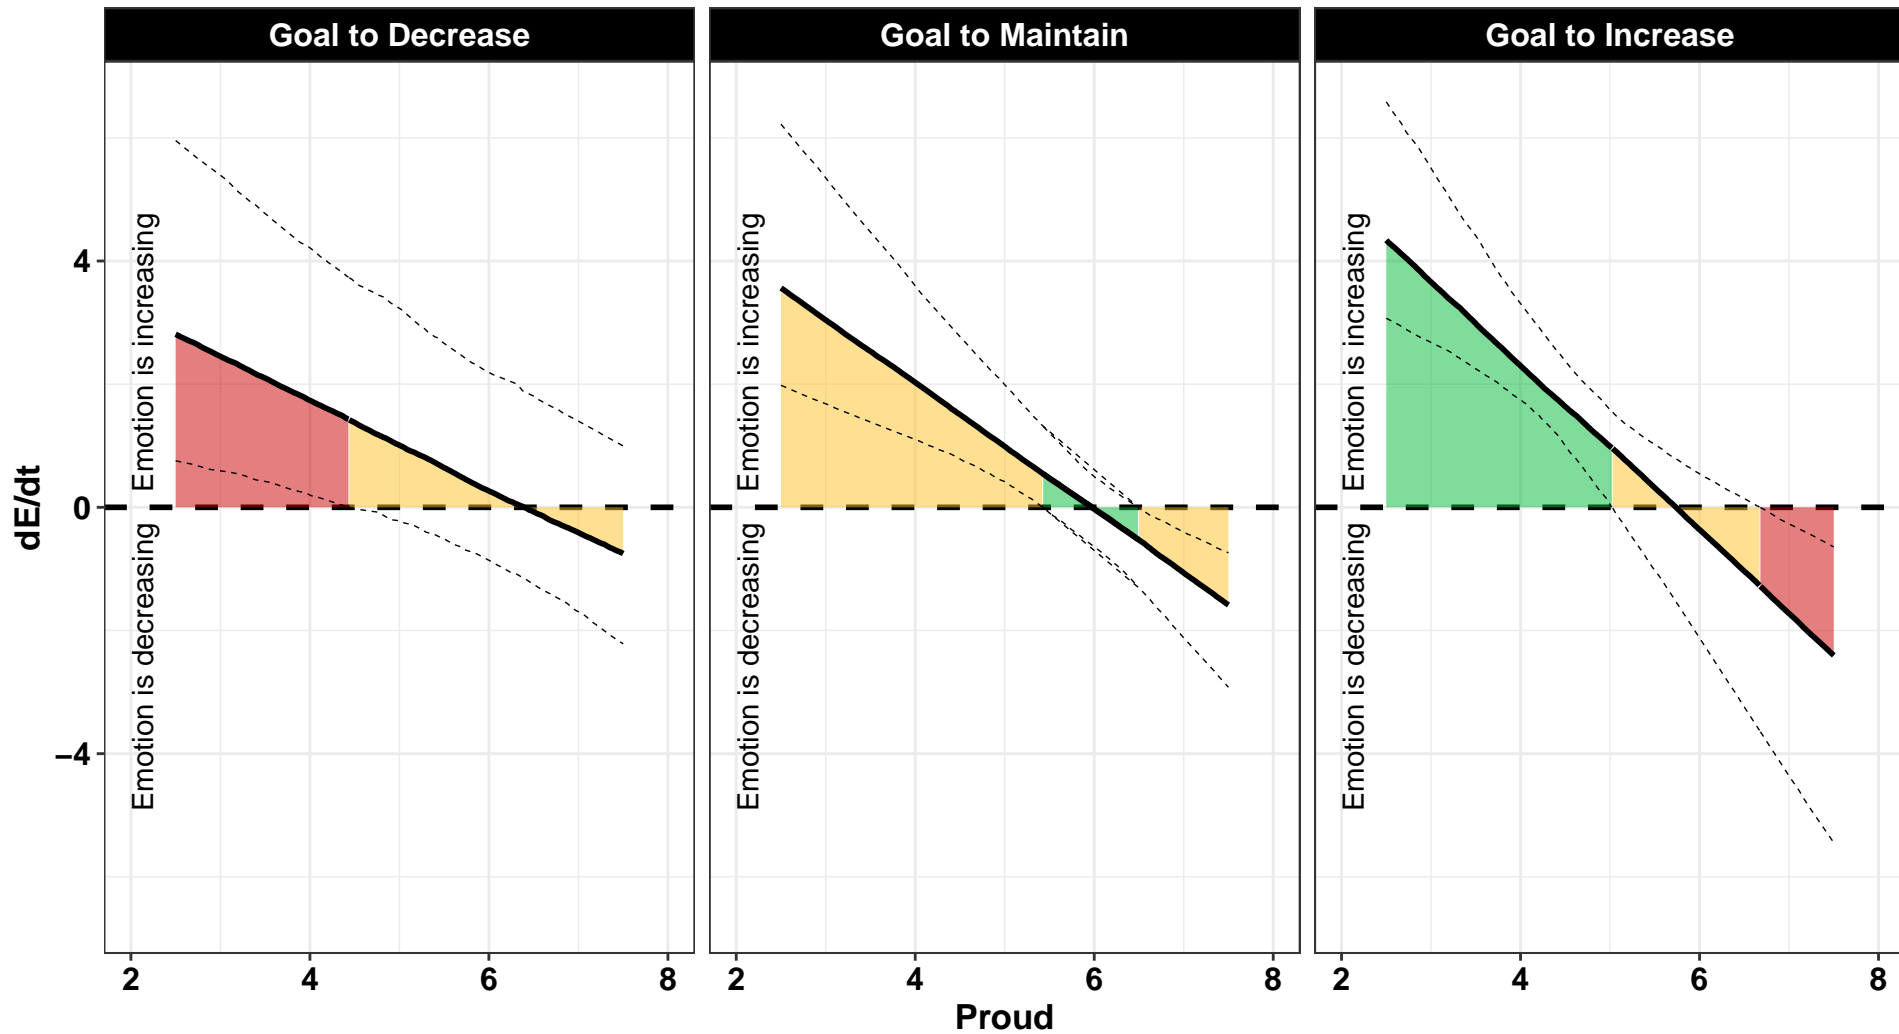 Goal to Decrease
Goal to Maintain
Goal to Increase
dE/dt
4
0
−4
Emotion is increasing
Emotion is decreasing
Emotion is increasing
Emotion is decreasing
Emotion is increasing
Emotion is decreasing
2 4 6 8
2 4 6 8
2 4 6 8
Proud